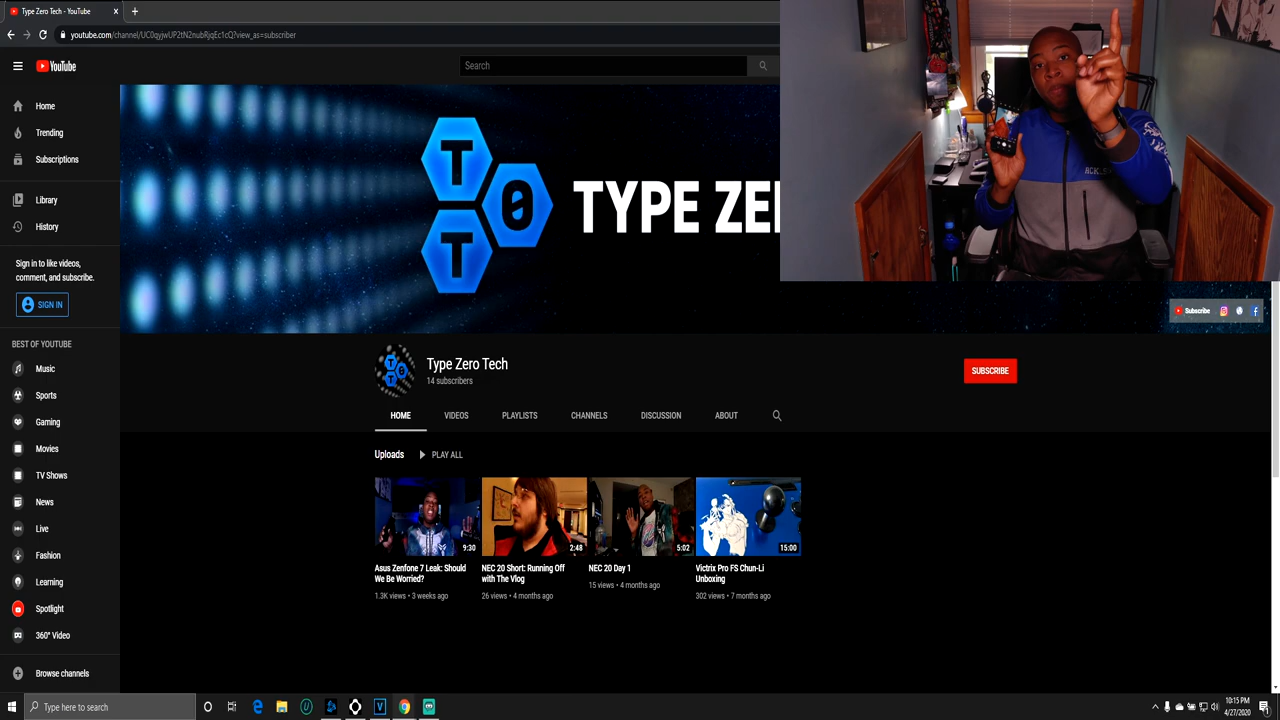 Type Zero Tech - YouTube
youtube.com/channel/UC0qyjwUP2tN2nubRjqEc1cQ?view_as=subscriber
YouTube
Search
Home
Trending
Subscriptions
Library
History
Sign in to like videos,
comment, and subscribe.
SIGN IN
BEST OF YOUTUBE
Music
Sports
Gaming
Movies
TV Shows
News
Live
Fashion
Learning
Spotlight
360° Video
Browse channels
T
0
T
TYPE ZE
Subscribe
Type Zero Tech
14 subscribers
SUBSCRIBE
HOME VIDEOS PLAYLISTS CHANNELS DISCUSSION ABOUT
Uploads PLAY ALL
9:30
Asus Zenfone 7 Leak: Should
We Be Worried?
1.3K views • 3 weeks ago
2:48
NEC 20 Short: Running Off
with The Vlog
26 views • 4 months ago
5:02
NEC 20 Day 1
15 views • 4 months ago
15:00
Victrix Pro FS Chun-Li
Unboxing
302 views • 7 months ago
Type here to search
10:15 PM
4/27/2020